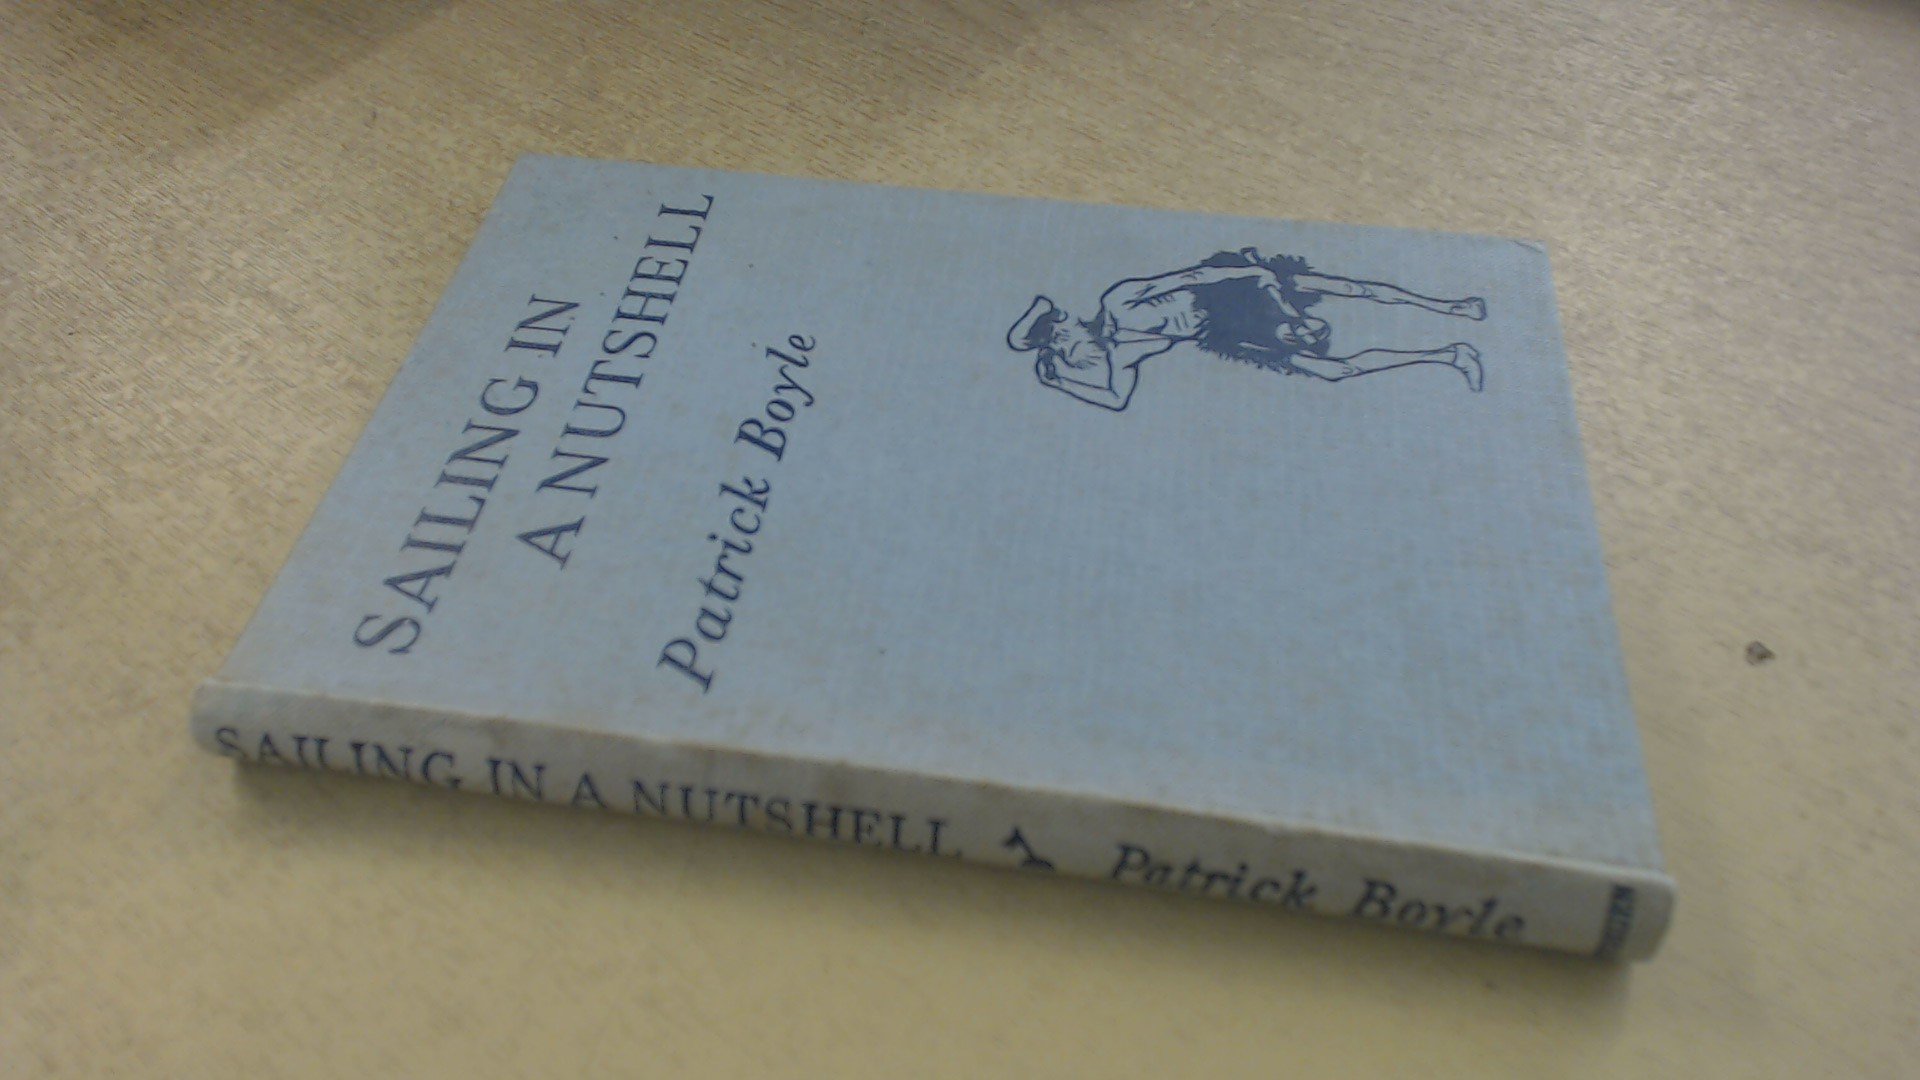 SAILING IN
A NUTSHELL
Patrick Boyle
SAILING IN A NUTSHELL Patrick Boyle